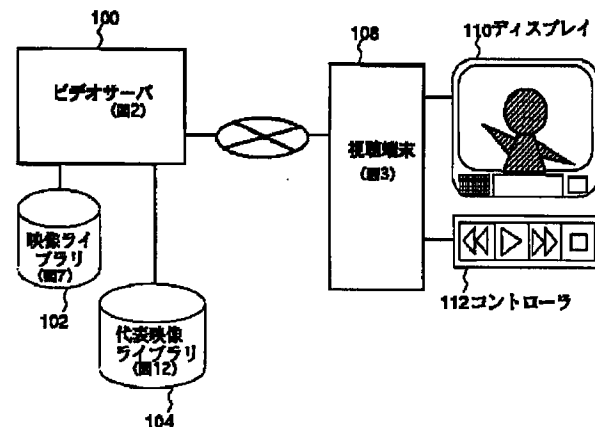 100
ビデオサーバ
(図2)
映像ライ
ブラリ
(図7)
102
代表映像
ライブラリ
(図12)
104
108
視聴端末
(図3)
110ディスプレイ
112コントローラ